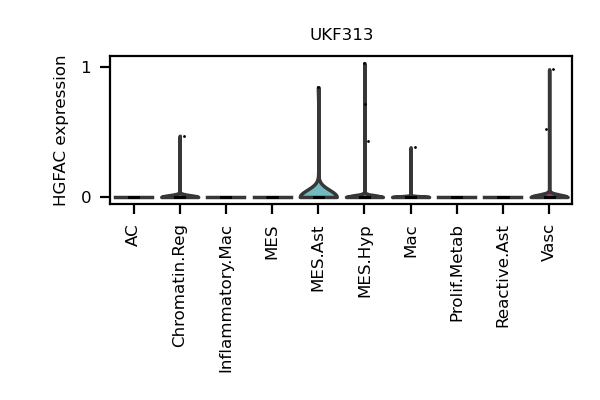 UKF313
HGFAC expression
1
0
AC
Chromatin.Reg
Inflammatory.Mac
MES
MES.Ast
MES.Hyp
Mac
Prolif.Metab
Reactive.Ast
Vasc